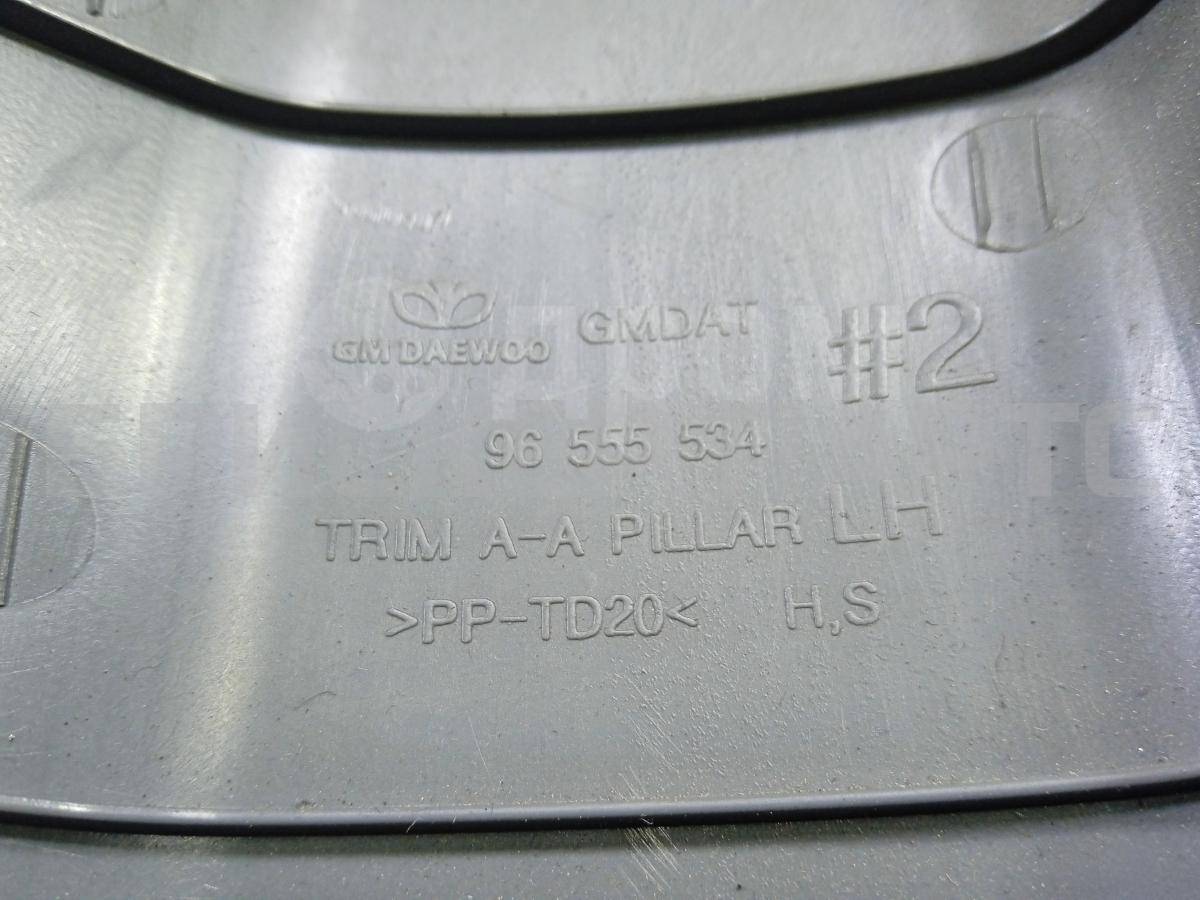 GM DAEWOO GMDAT #2
96 555 534
TRIM A-A PILLAR LH
>PP-TD20< H,S